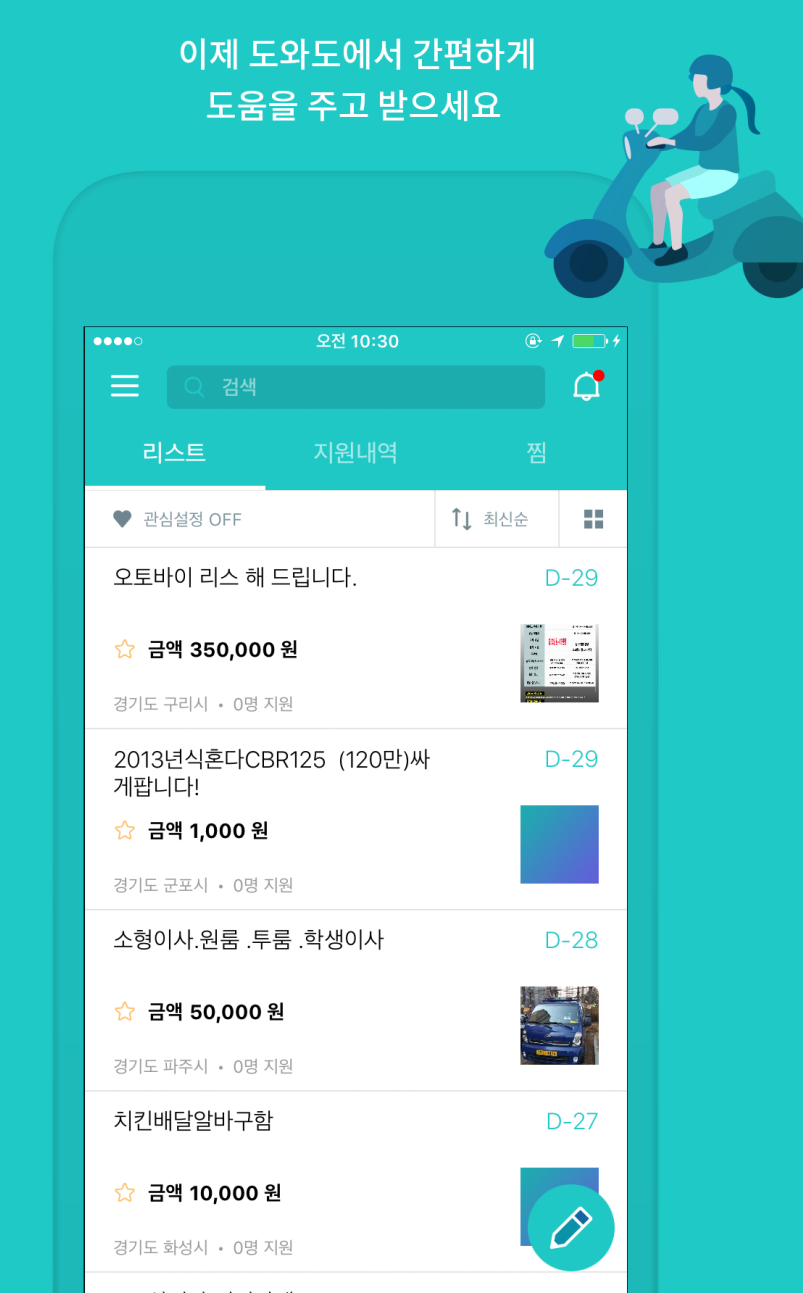 이제 도와도에서 간편하게
도움을 주고 받으세요
오전 10:30
검색
리스트 지원내역 찜
관심설정 OFF 최신순
오토바이 리스 해 드립니다. D-29
금액 350,000 원
경기도 구리시 • 0명 지원
2013년식혼다CBR125 (120만)싸 D-29
게팝니다!
금액 1,000 원
경기도 군포시 • 0명 지원
소형이사.원룸 .투룸 .학생이사 D-28
금액 50,000 원
경기도 파주시 • 0명 지원
치킨배달알바구함 D-27
금액 10,000 원
경기도 화성시 • 0명 지원